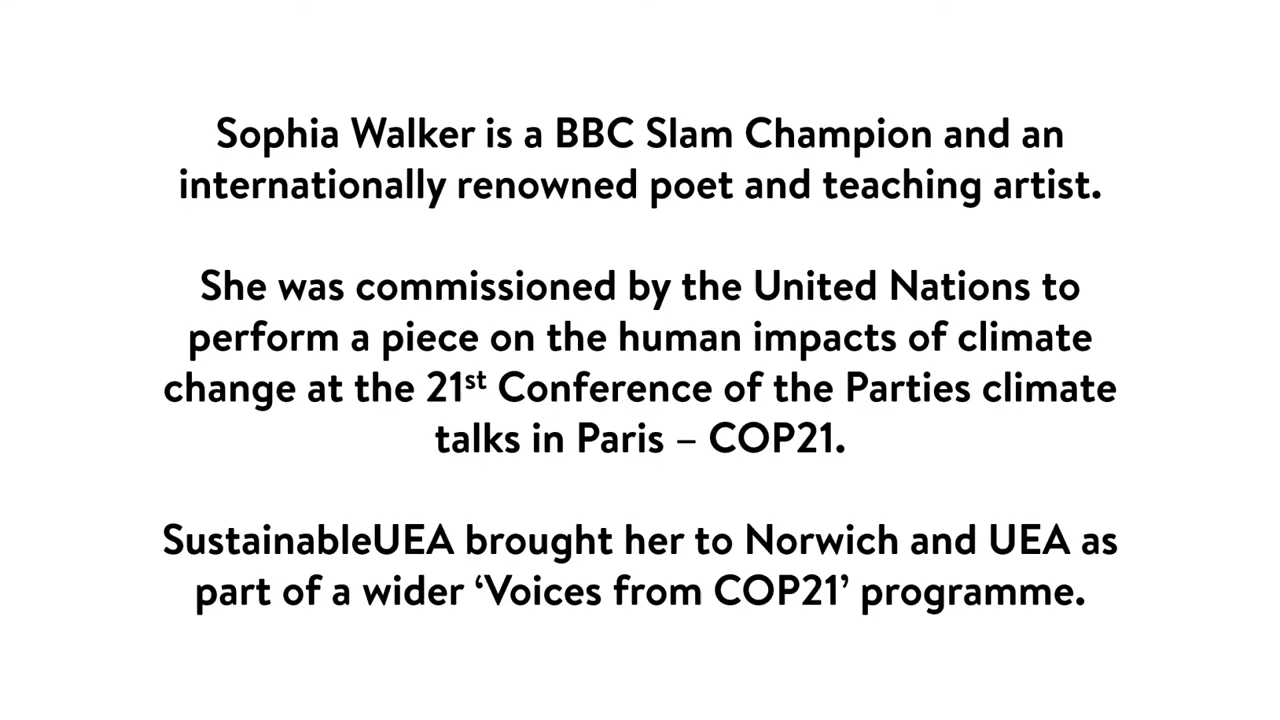 Sophia Walker is a BBC Slam Champion and an
internationally renowned poet and teaching artist.
She was commissioned by the United Nations to
perform a piece on the human impacts of climate
change at the 21st Conference of the Parties climate
talks in Paris – COP21.
SustainableUEA brought her to Norwich and UEA as
part of a wider ‘Voices from COP21’ programme.